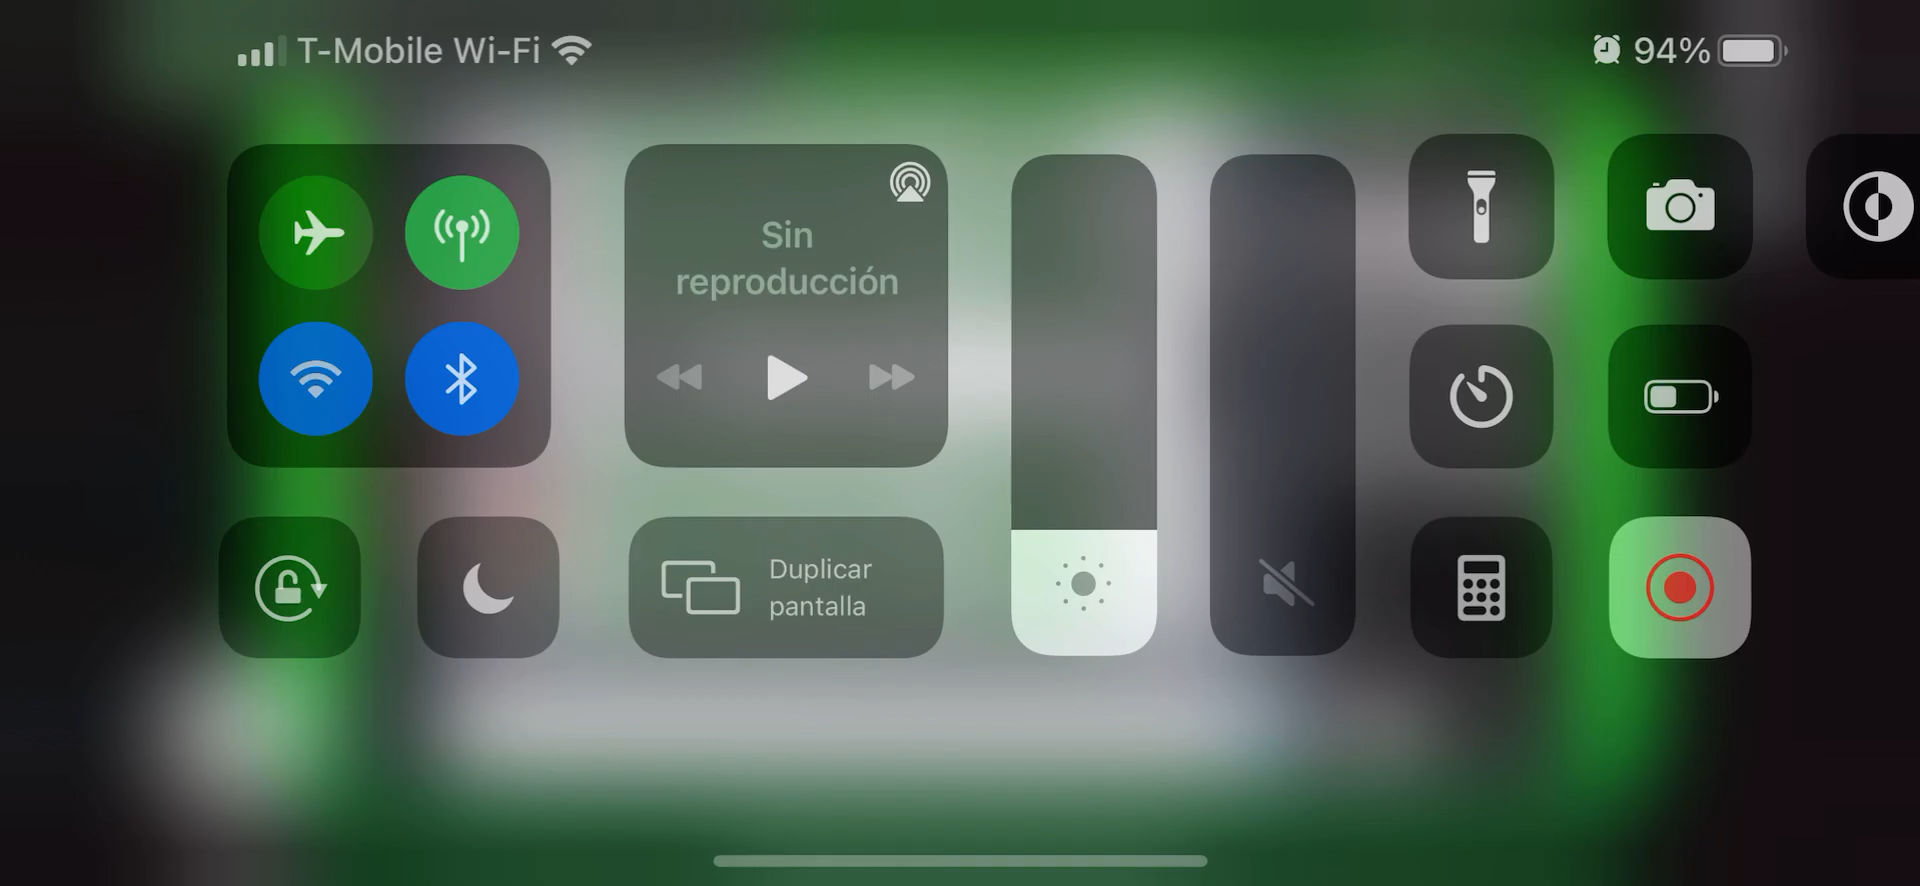 T-Mobile Wi-Fi
94%
Sin
reproducción
Duplicar
pantalla